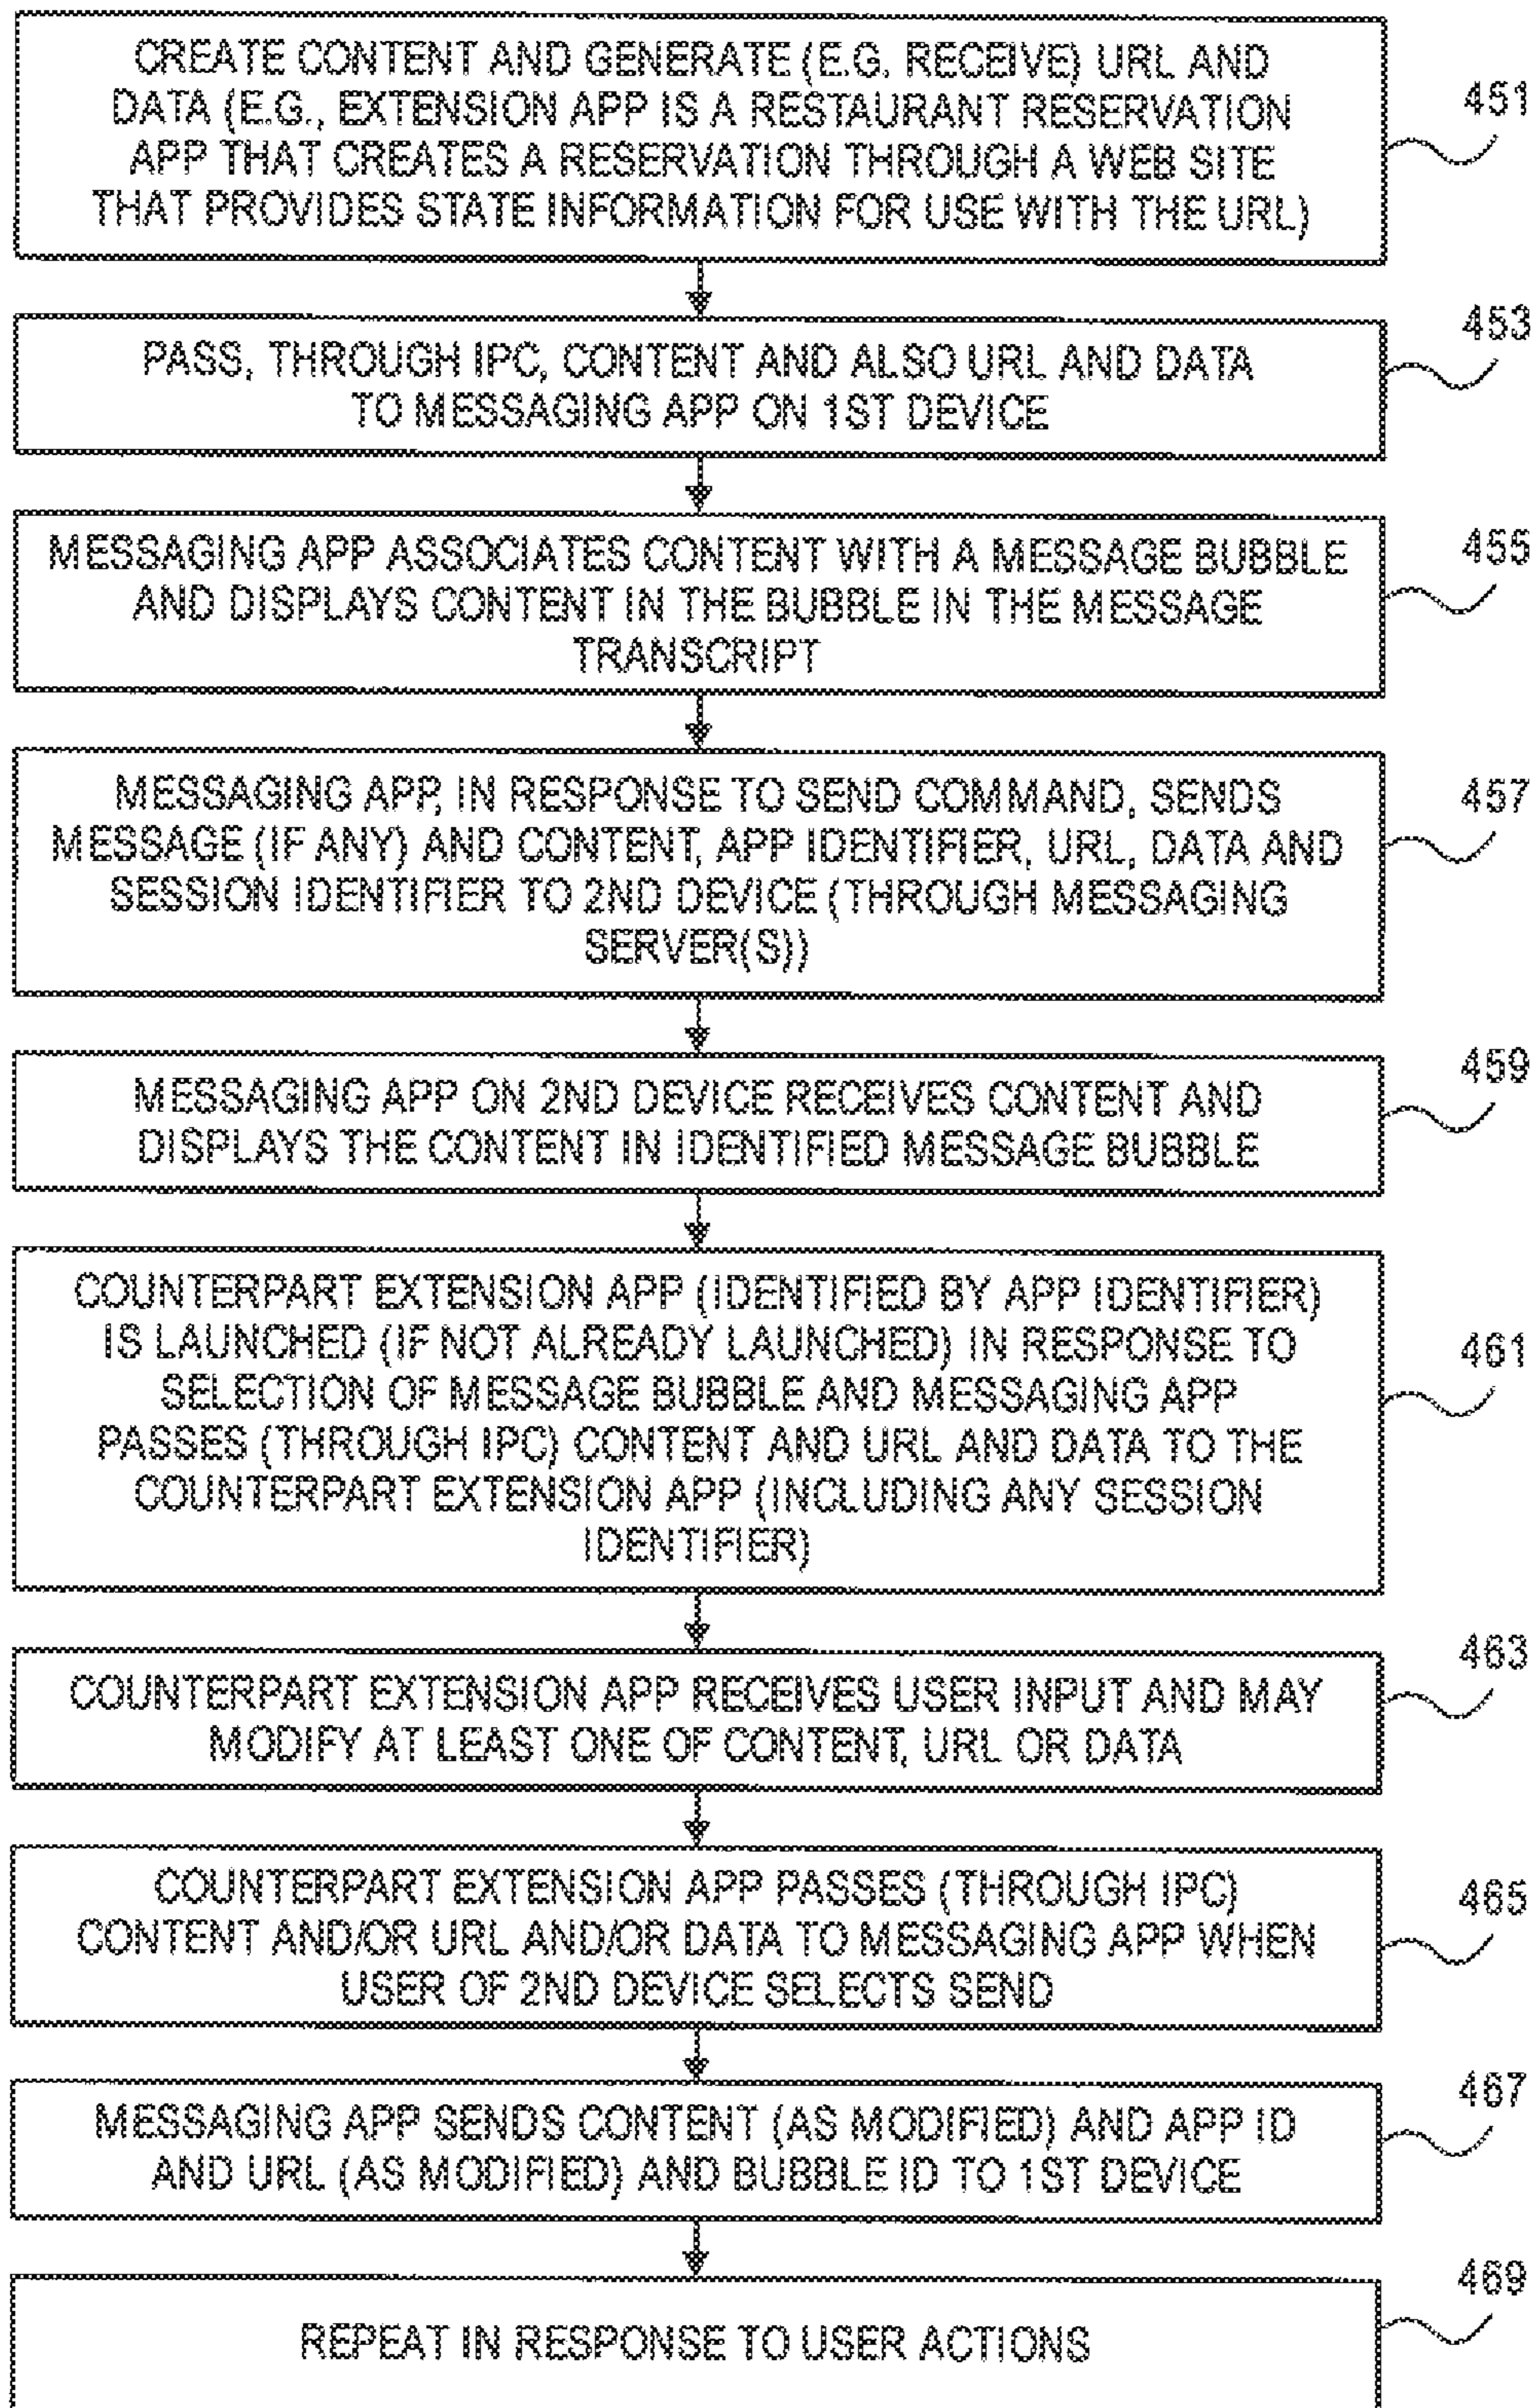 CREATE CONTENT AND GENERATE (E.G. RECEIVE) URL AND
DATA (E.G., EXTENSION APP IS A RESTAURANT RESERVATION
APP THAT CREATES A RESERVATION THROUGH A WEB SITE
THAT PROVIDES STATE INFORMATION FOR USE WITH THE URL)
451
PASS, THROUGH IPC, CONTENT AND ALSO URL AND DATA
TO MESSAGING APP ON 1ST DEVICE
453
MESSAGING APP ASSOCIATES CONTENT WITH A MESSAGE BUBBLE
AND DISPLAYS CONTENT IN THE BUBBLE IN THE MESSAGE
TRANSCRIPT
455
MESSAGING APP, IN RESPONSE TO SEND COMMAND, SENDS
MESSAGE (IF ANY) AND CONTENT, APP IDENTIFIER, URL, DATA AND
SESSION IDENTIFIER TO 2ND DEVICE (THROUGH MESSAGING
SERVER(S))
457
MESSAGING APP ON 2ND DEVICE RECEIVES CONTENT AND
DISPLAYS THE CONTENT IN IDENTIFIED MESSAGE BUBBLE
459
COUNTERPART EXTENSION APP (IDENTIFIED BY APP IDENTIFIER)
IS LAUNCHED (IF NOT ALREADY LAUNCHED) IN RESPONSE TO
SELECTION OF MESSAGE BUBBLE AND MESSAGING APP
PASSES (THROUGH IPC) CONTENT AND URL AND DATA TO THE
COUNTERPART EXTENSION APP (INCLUDING ANY SESSION
IDENTIFIER)
461
COUNTERPART EXTENSION APP RECEIVES USER INPUT AND MAY
MODIFY AT LEAST ONE OF CONTENT, URL OR DATA
463
COUNTERPART EXTENSION APP PASSES (THROUGH IPC)
CONTENT AND/OR URL AND/OR DATA TO MESSAGING APP WHEN
USER OF 2ND DEVICE SELECTS SEND
465
MESSAGING APP SENDS CONTENT (AS MODIFIED) AND APP ID
AND URL (AS MODIFIED) AND BUBBLE ID TO 1ST DEVICE
467
REPEAT IN RESPONSE TO USER ACTIONS
469